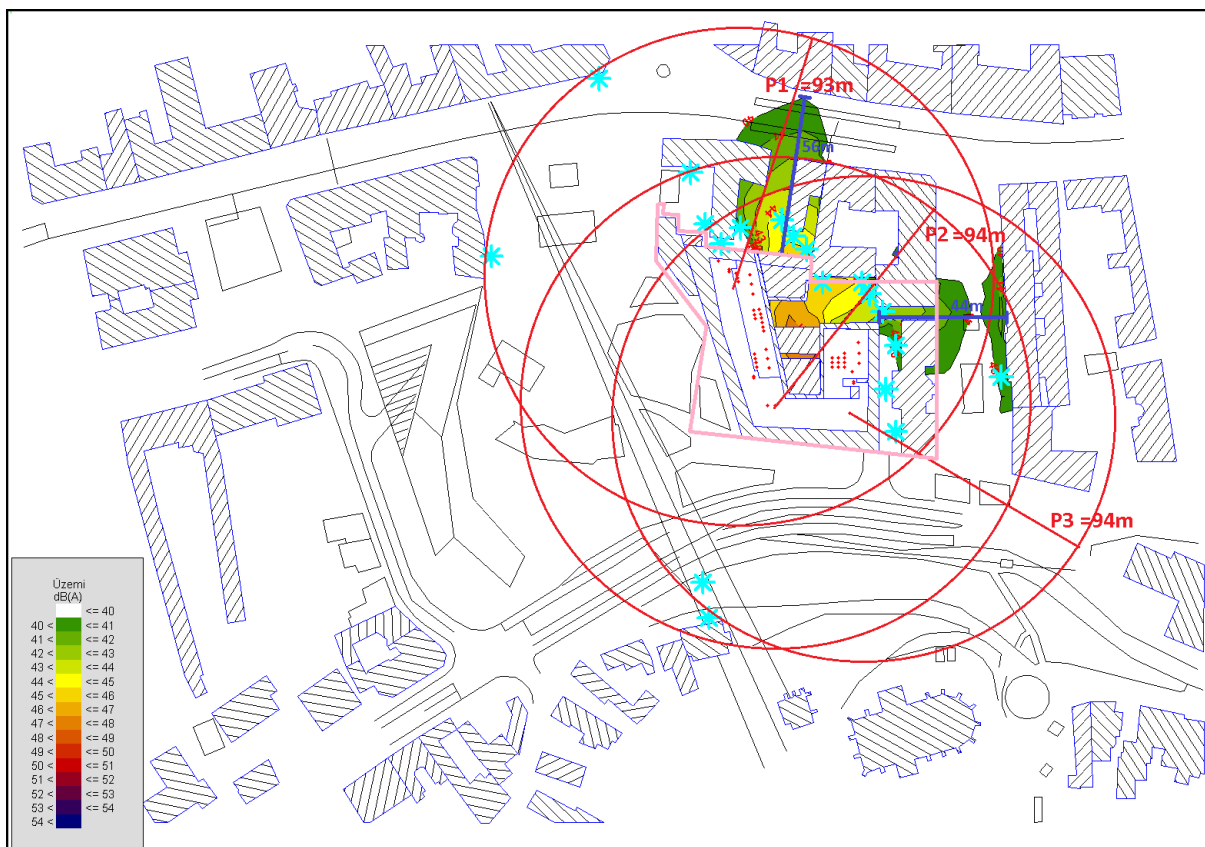 P1 =93m
56m
P2 =94m
44m
P3 =94m
Üzemi
dB(A)
<= 40
40 < <= 41
41 < <= 42
42 < <= 43
43 < <= 44
44 < <= 45
45 < <= 46
46 < <= 47
47 < <= 48
48 < <= 49
49 < <= 50
50 < <= 51
51 < <= 52
52 < <= 53
53 < <= 54
54 <